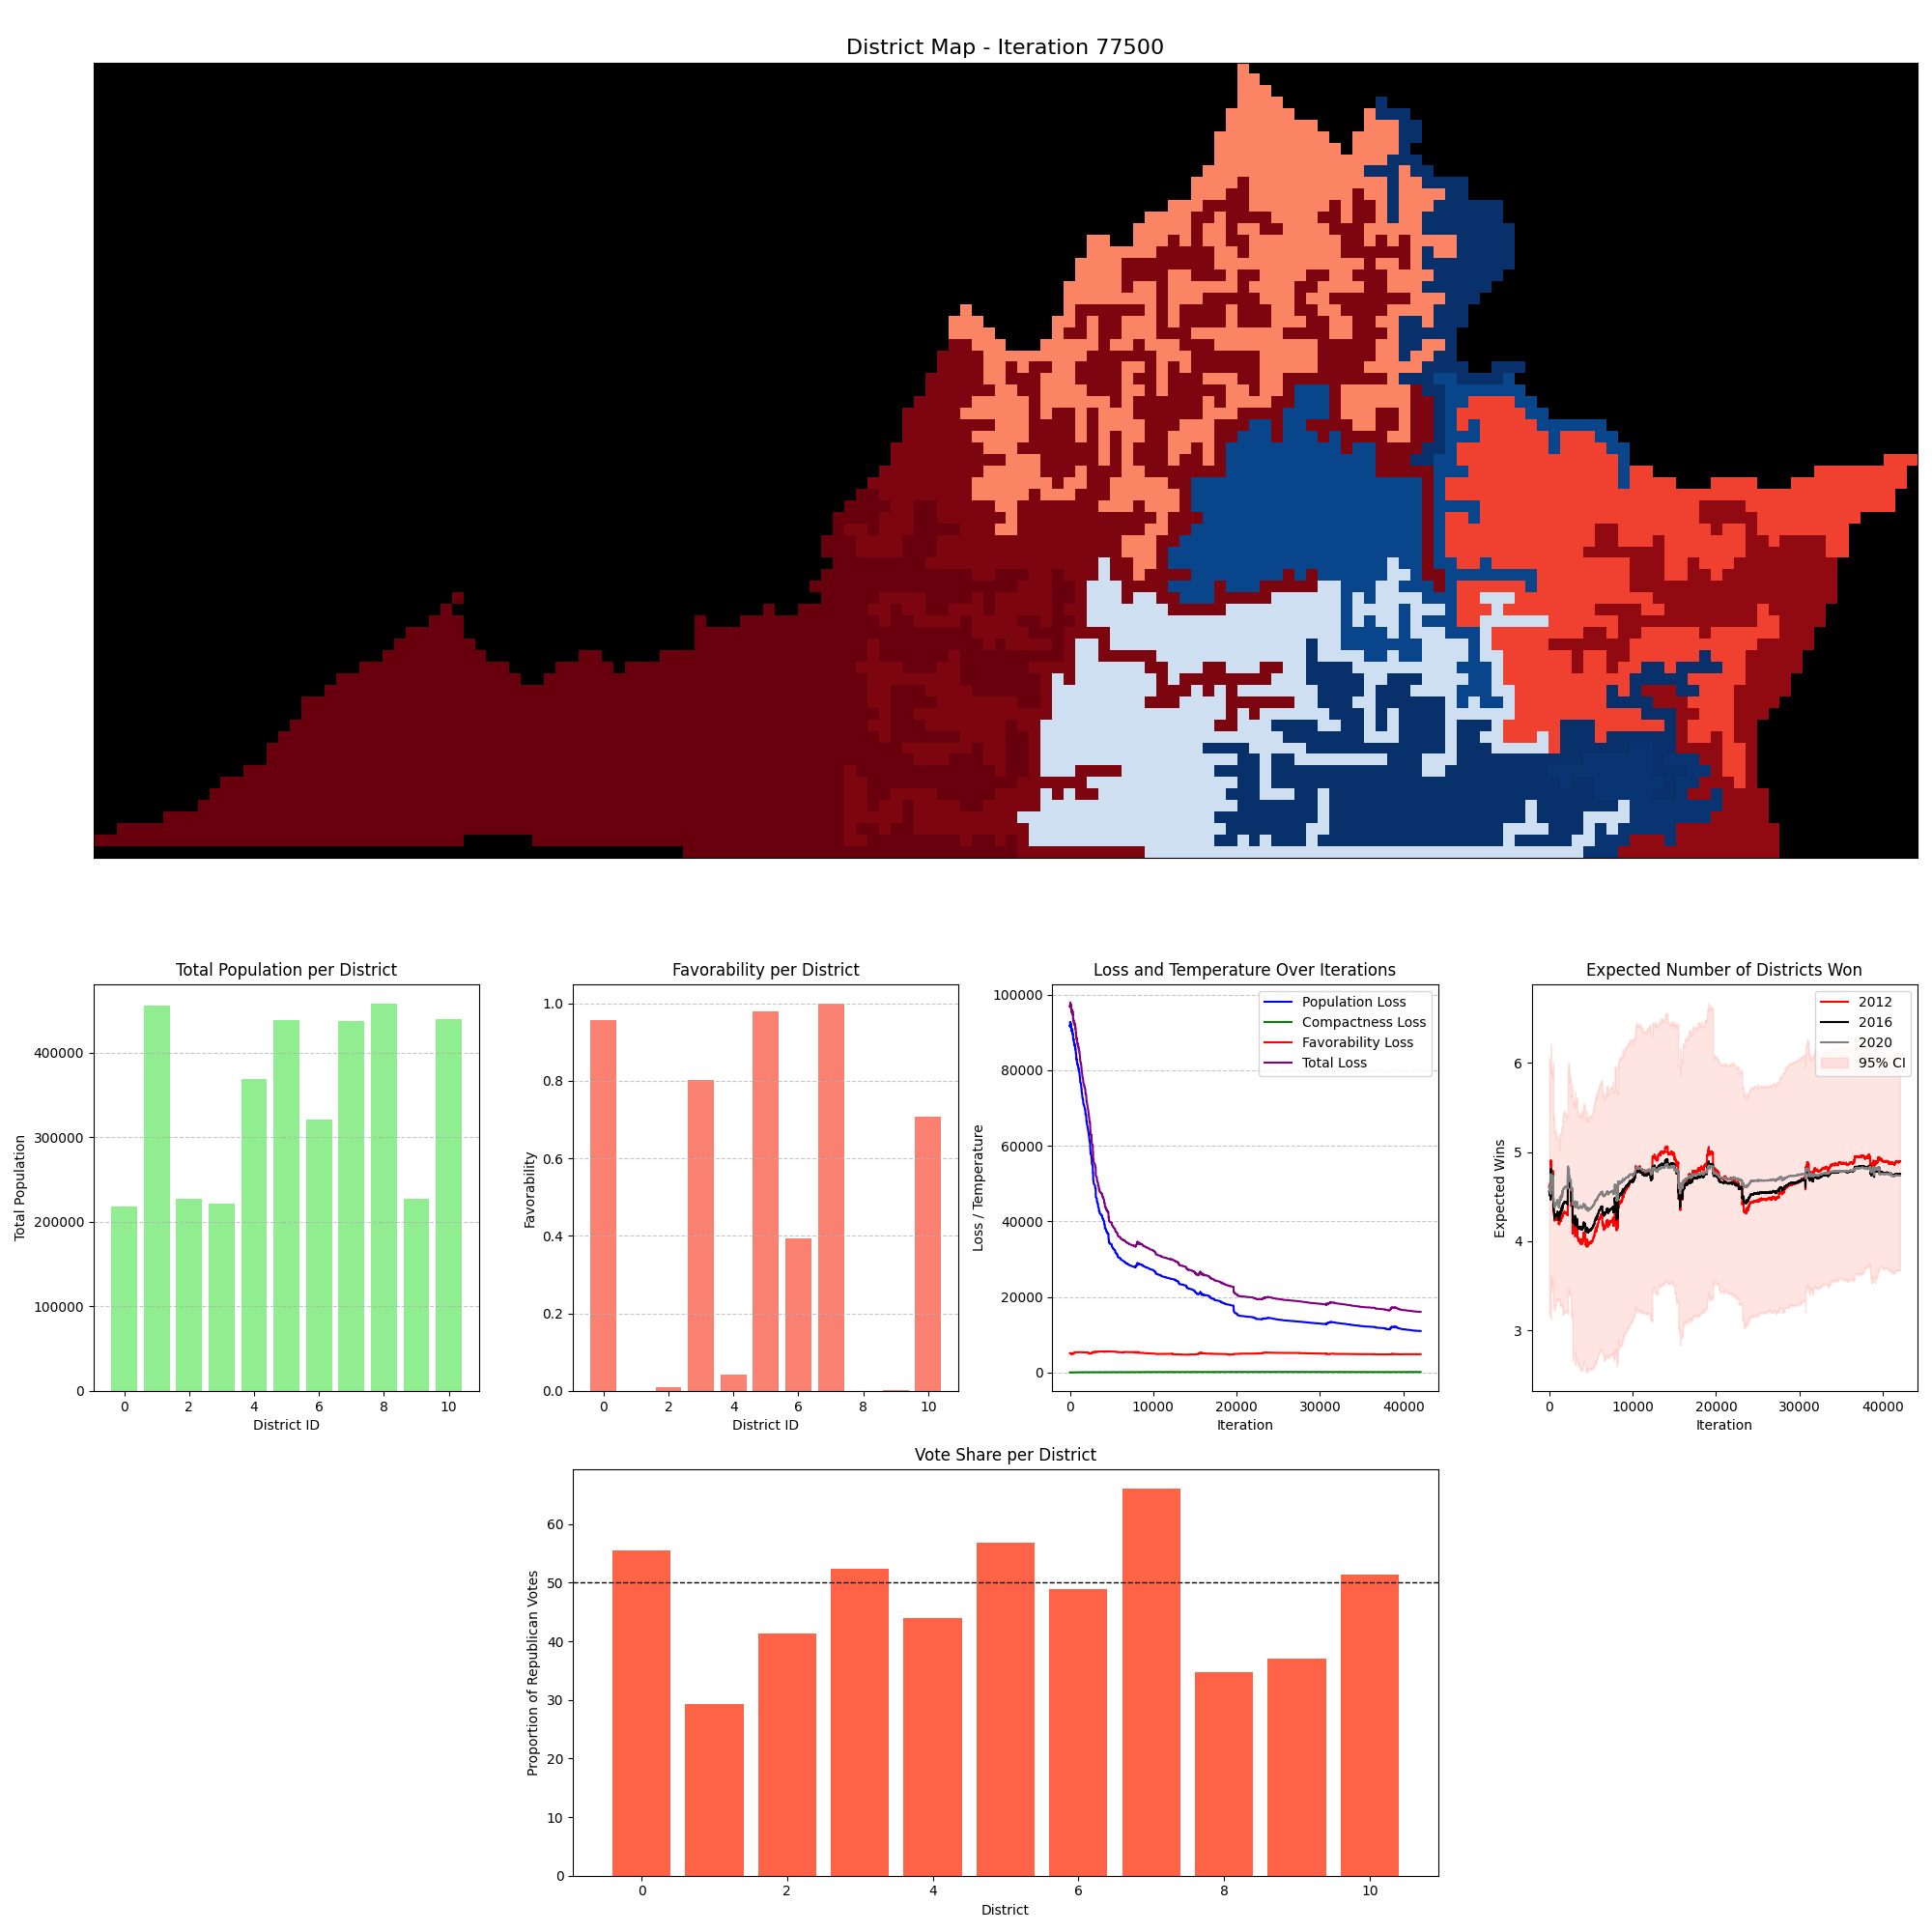 District Map - Iteration 77500
Total Population per District
Total Population
400000
300000
200000
100000
0
0 2 4 6 8 10
District ID
Favorability per District
Favorability
1.0
0.8
0.6
0.4
0.2
0.0
0 2 4 6 8 10
District ID
Loss and Temperature Over Iterations
Loss / Temperature
100000
80000
60000
40000
20000
0
Population Loss
Compactness Loss
Favorability Loss
Total Loss
0 10000 20000 30000 40000
Iteration
Expected Number of Districts Won
Expected Wins
6
5
4
3
2012
2016
2020
95% CI
0 10000 20000 30000 40000
Iteration
Vote Share per District
Proportion of Republican Votes
60
50
40
30
20
10
0
0 2 4 6 8 10
District